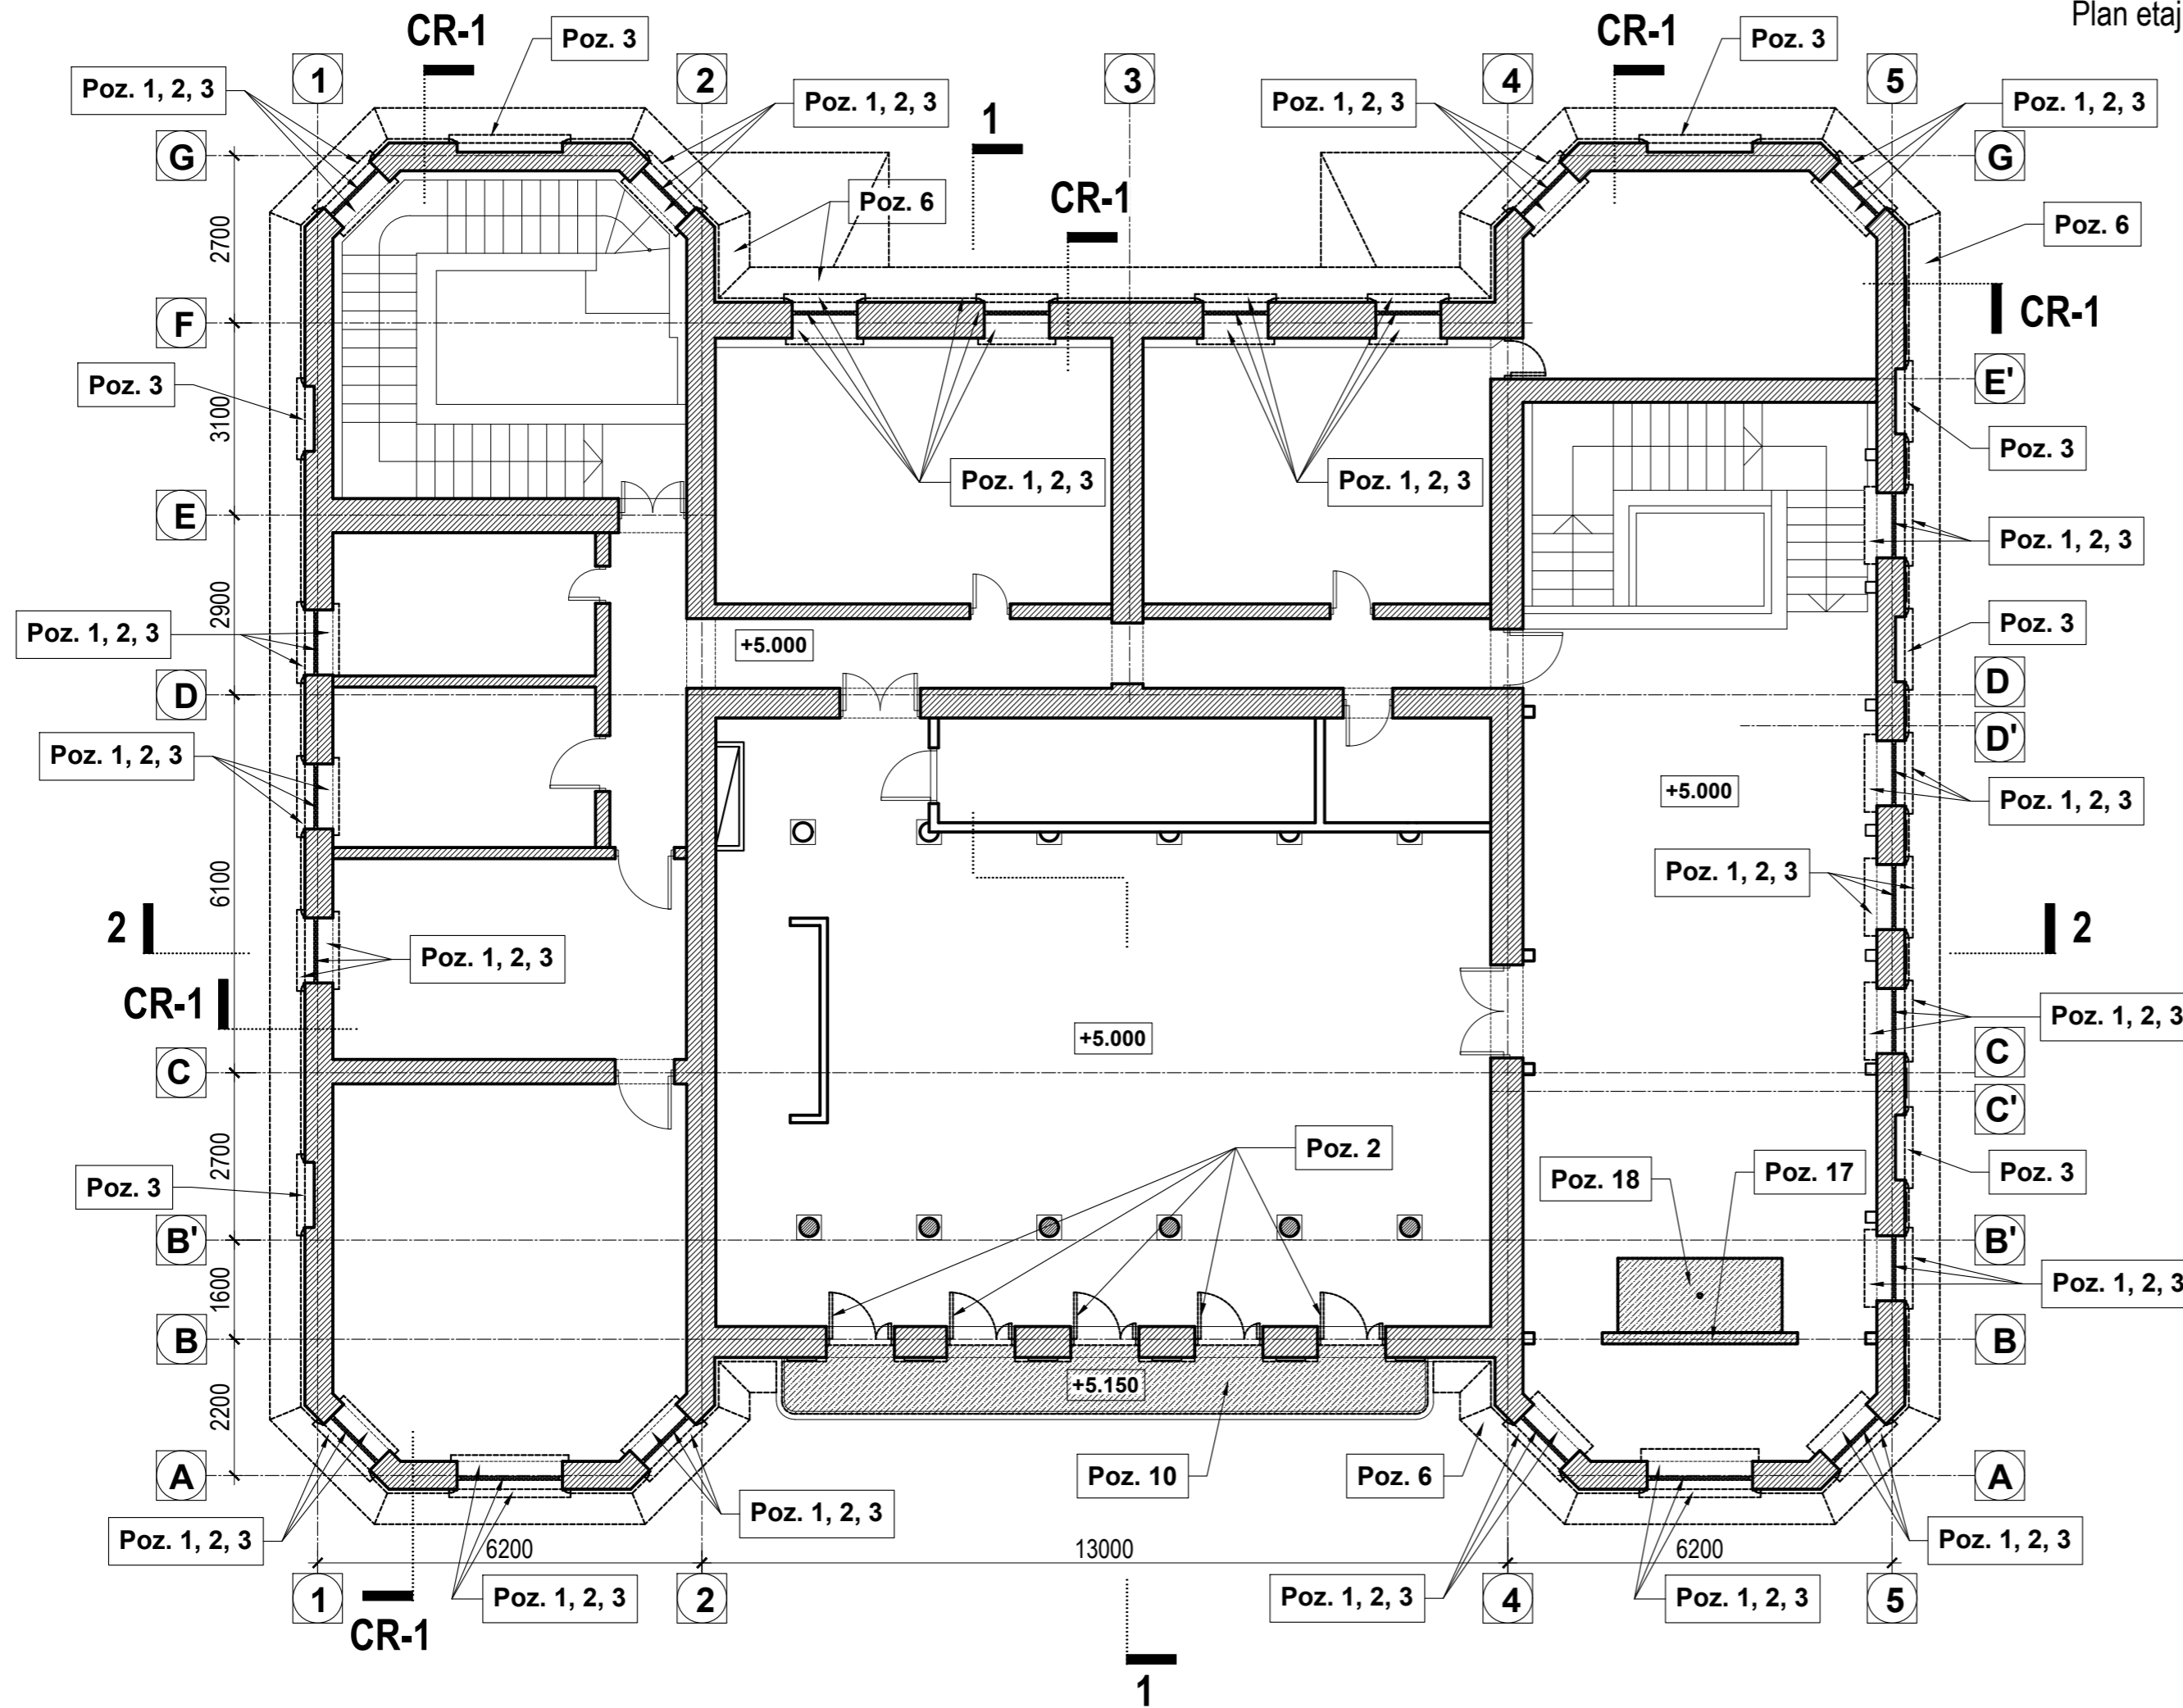 Plan etaj
CR-1
Poz. 3
CR-1
Poz. 3
1
2
3
4
5
Poz. 1, 2, 3
Poz. 1, 2, 3
Poz. 1, 2, 3
Poz. 1, 2, 3
1
G
G
CR-1
Poz. 6
Poz. 6
2700
CR-1
F
E'
Poz. 3
3100
Poz. 3
Poz. 1, 2, 3
Poz. 1, 2, 3
E
Poz. 1, 2, 3
2900
Poz. 1, 2, 3
Poz. 3
+5.000
D
D
D'
Poz. 1, 2, 3
+5.000
Poz. 1, 2, 3
6100
Poz. 1, 2, 3
2
2
Poz. 1, 2, 3
CR-1
Poz. 1, 2, 3
+5.000
C
C
C'
2700
Poz. 2
Poz. 3
Poz. 18
Poz. 17
Poz. 3
B'
B'
1600
Poz. 1, 2, 3
B
B
2200
+5.150
A
Poz. 10
Poz. 6
A
Poz. 1, 2, 3
Poz. 1, 2, 3
Poz. 1, 2, 3
6200
13000
6200
1
CR-1
Poz. 1, 2, 3
2
Poz. 1, 2, 3
4
Poz. 1, 2, 3
5
1